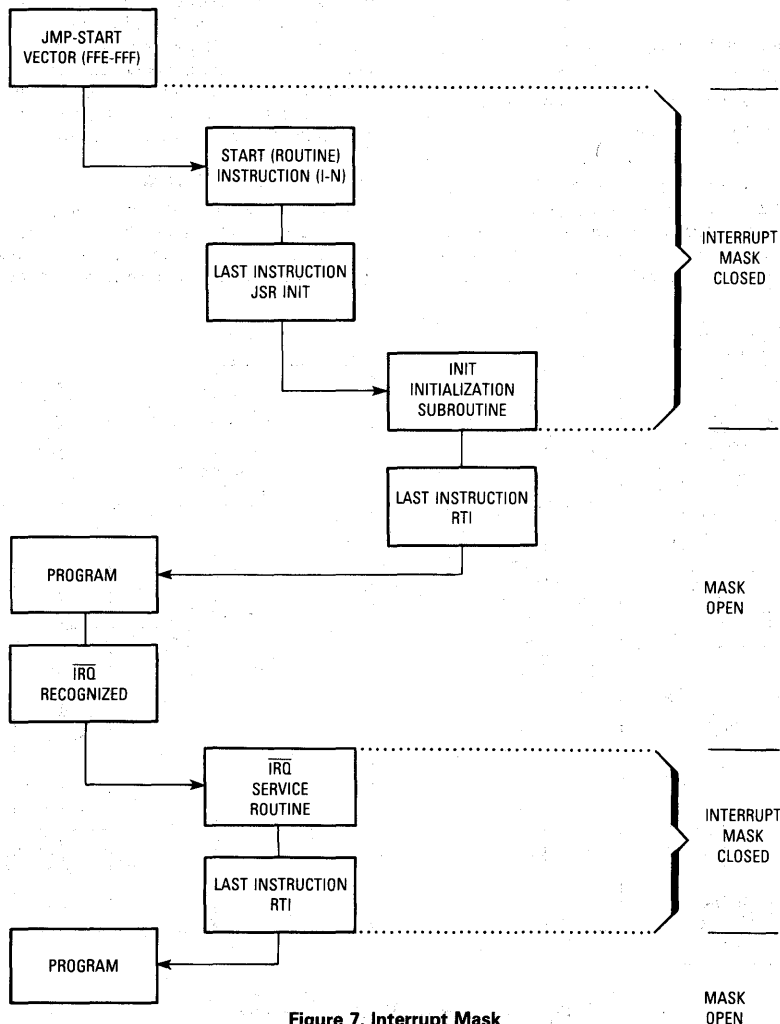 JMP-START
VECTOR (FFE-FFF)
START (ROUTINE)
INSTRUCTION (I-N)
INTERRUPT
MASK
CLOSED
LAST INSTRUCTION
JSR INIT
INIT
INITIALIZATION
SUBROUTINE
LAST INSTRUCTION
RTI
PROGRAM
MASK
OPEN
IRQ
RECOGNIZED
IRQ
SERVICE
ROUTINE
INTERRUPT
MASK
CLOSED
LAST INSTRUCTION
RTI
PROGRAM
MASK
OPEN
Figure 7. Interrupt Mask